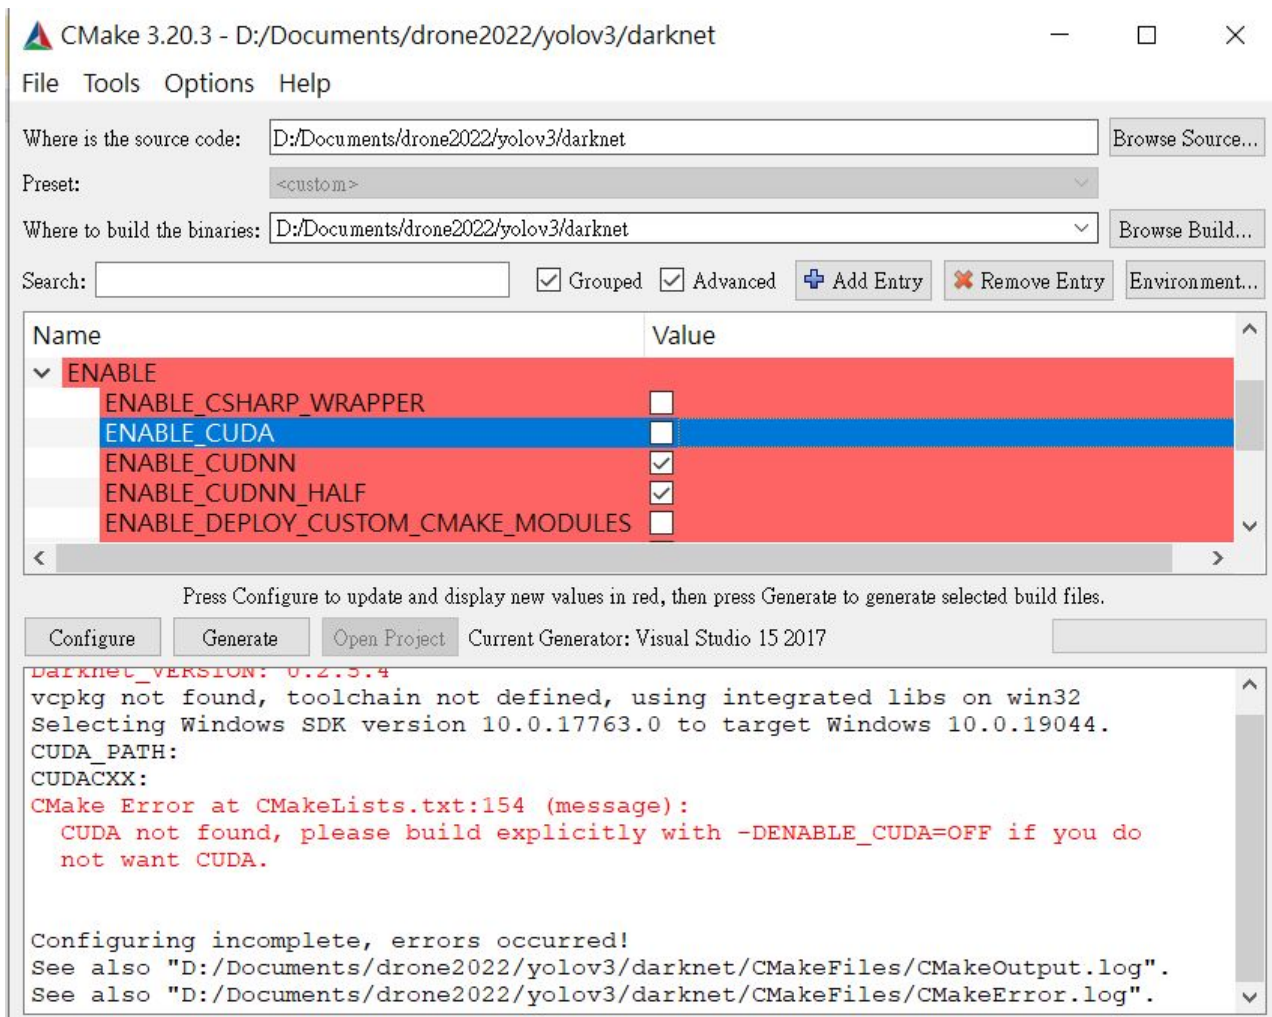 CMake 3.20.3 - D:/Documents/drone2022/yolov3/darknet
File Tools Options Help
Where is the source code: D:/Documents/drone2022/yolov3/darknet Browse Source...
Preset: <custom>
Where to build the binaries: D:/Documents/drone2022/yolov3/darknet Browse Build...
Search: Grouped Advanced Add Entry Remove Entry Environment...
Name Value
ENABLE
ENABLE_CSHARP_WRAPPER
ENABLE_CUDA
ENABLE_CUDNN
ENABLE_CUDNN_HALF
ENABLE_DEPLOY_CUSTOM_CMAKE_MODULES
Press Configure to update and display new values in red, then press Generate to generate selected build files.
Configure Generate Open Project Current Generator: Visual Studio 15 2017
Darknet_VERSION: 0.2.5.4
vcpkg not found, toolchain not defined, using integrated libs on win32
Selecting Windows SDK version 10.0.17763.0 to target Windows 10.0.19044.
CUDA_PATH:
CUDACXX:
CMake Error at CMakeLists.txt:154 (message):
CUDA not found, please build explicitly with -DENABLE_CUDA=OFF if you do
not want CUDA.
Configuring incomplete, errors occurred!
See also "D:/Documents/drone2022/yolov3/darknet/CMakeFiles/CMakeOutput.log".
See also "D:/Documents/drone2022/yolov3/darknet/CMakeFiles/CMakeError.log".